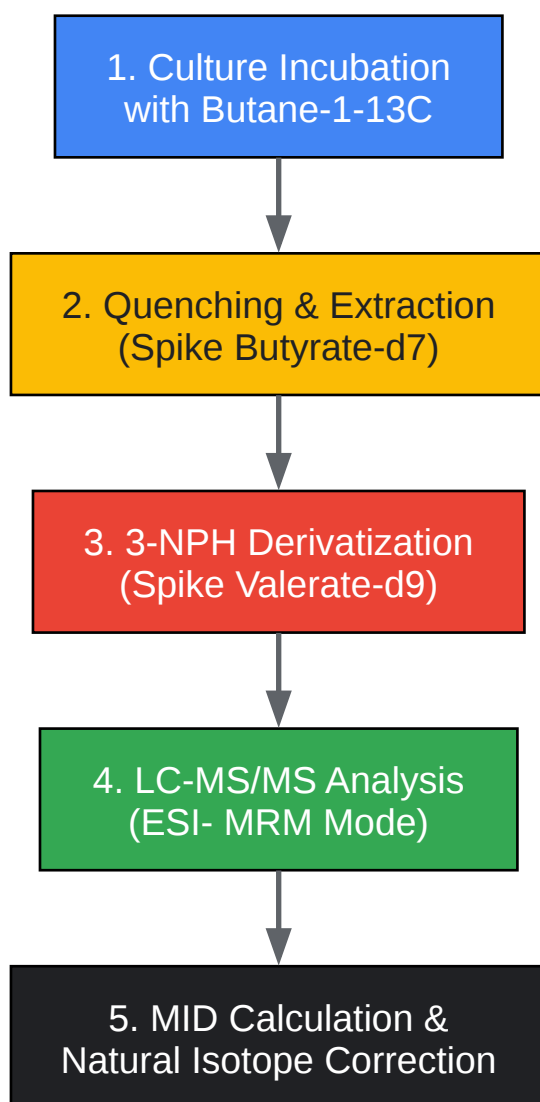 1. Culture Incubation
with Butane-1-13C
2. Quenching & Extraction
(Spike Butyrate-d7)
3. 3-NPH Derivatization
(Spike Valerate-d9)
4. LC-MS/MS Analysis
(ESI- MRM Mode)
5. MID Calculation &
Natural Isotope Correction